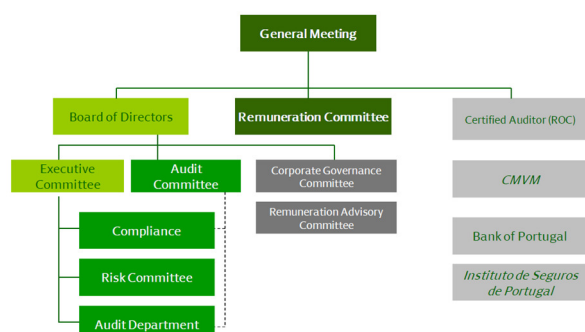 General Meeting
Board of Directors
Remuneration Committee
Certified Auditor (ROC)
Executive
Committee
Audit
Committee
Corporate Governance
Committee
CMVM
Remuneration Advisory
Committee
Compliance
Bank of Portugal
Risk Committee
Instituto de Seguros
de Portugal
Audit Department